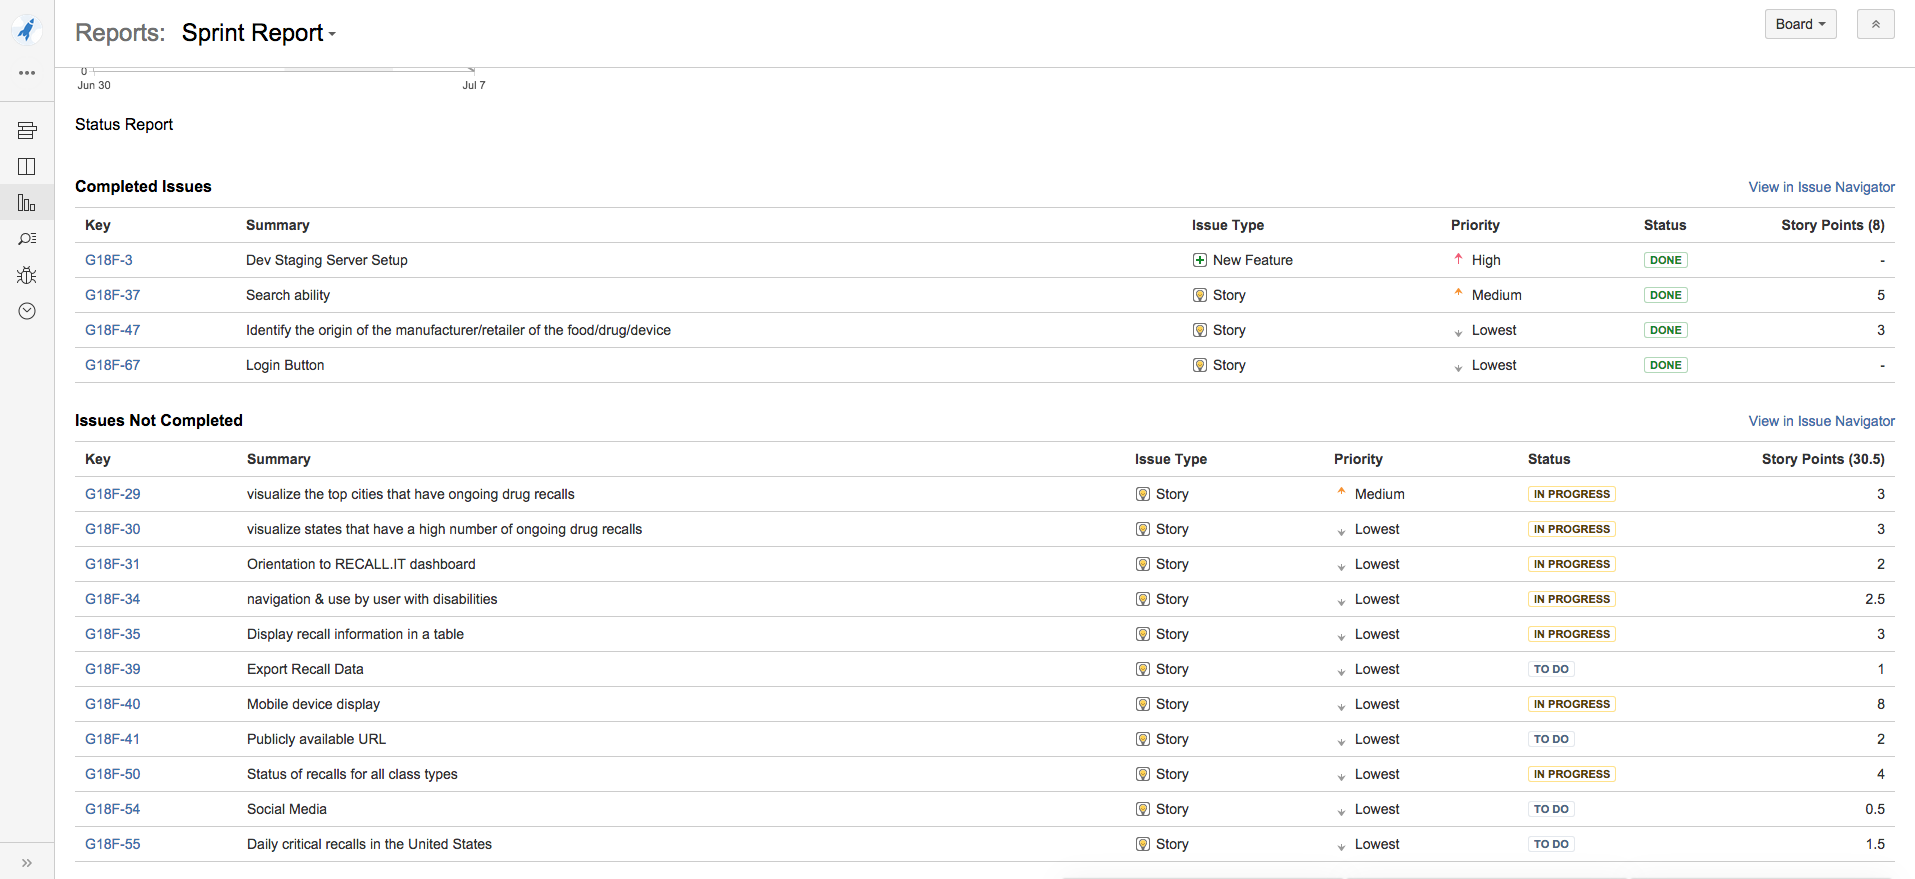 Reports: Sprint Report
Board
0
Jun 30 Jul 7
Status Report
Completed Issues View in Issue Navigator
Key Summary Issue Type Priority Status Story Points (8)
G18F-3 Dev Staging Server Setup New Feature High DONE -
G18F-37 Search ability Story Medium DONE 5
G18F-47 Identify the origin of the manufacturer/retailer of the food/drug/device Story Lowest DONE 3
G18F-67 Login Button Story Lowest DONE -
Issues Not Completed View in Issue Navigator
Key Summary Issue Type Priority Status Story Points (30.5)
G18F-29 visualize the top cities that have ongoing drug recalls Story Medium IN PROGRESS 3
G18F-30 visualize states that have a high number of ongoing drug recalls Story Lowest IN PROGRESS 3
G18F-31 Orientation to RECALL.IT dashboard Story Lowest IN PROGRESS 2
G18F-34 navigation & use by user with disabilities Story Lowest IN PROGRESS 2.5
G18F-35 Display recall information in a table Story Lowest IN PROGRESS 3
G18F-39 Export Recall Data Story Lowest TO DO 1
G18F-40 Mobile device display Story Lowest IN PROGRESS 8
G18F-41 Publicly available URL Story Lowest TO DO 2
G18F-50 Status of recalls for all class types Story Lowest IN PROGRESS 4
G18F-54 Social Media Story Lowest TO DO 0.5
G18F-55 Daily critical recalls in the United States Story Lowest TO DO 1.5